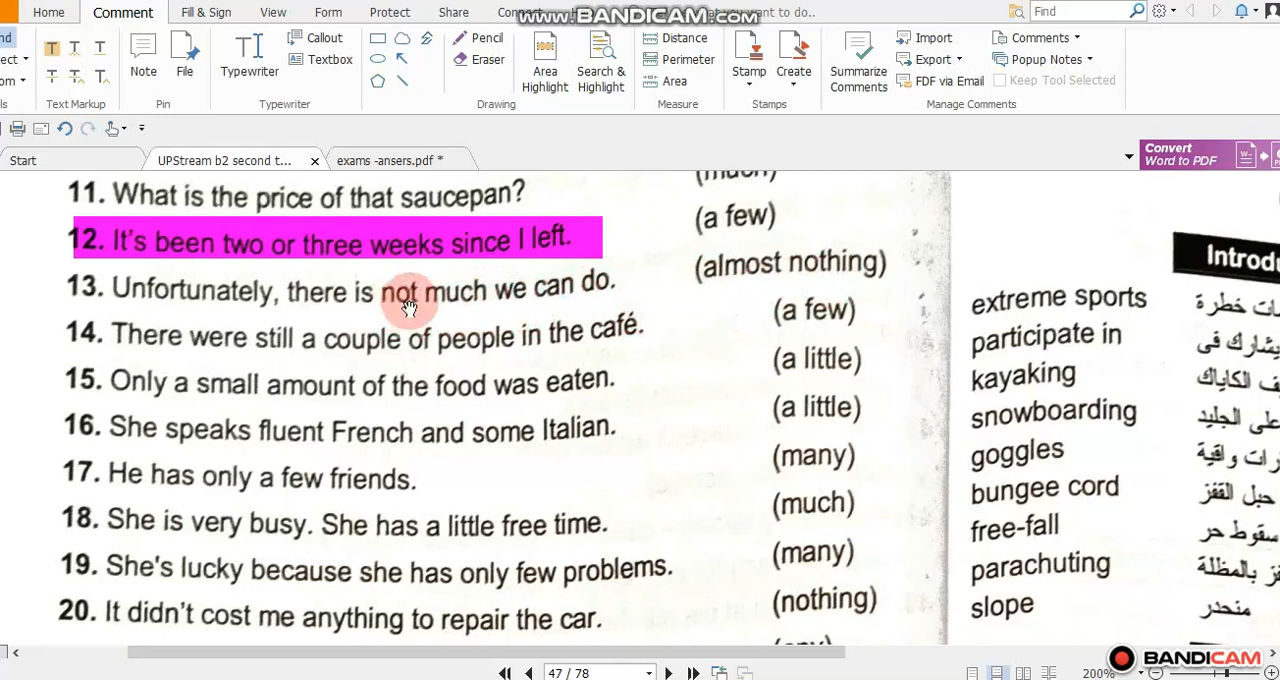 Home Comment Fill & Sign View Form Protect Share
www.BANDICAM.com
to do..
Find
Callout
Textbox
Note
File
Typewriter
Pencil
Eraser
Area Highlight
Search & Highlight
Distance
Perimeter
Area
Stamp
Create
Summarize Comments
Import
Export
FDF via Email
Comments
Popup Notes
Keep Tool Selected
Text Markup Pin Typewriter Drawing Measure Stamps Manage Comments
Start
UPStream b2 second t...
exams -ansers.pdf *
Convert
Word to PDF
11. What is the price of that saucepan? (much)
12. It's been two or three weeks since I left. (a few)
13. Unfortunately, there is not much we can do. (almost nothing)
14. There were still a couple of people in the café. (a few)
15. Only a small amount of the food was eaten. (a little)
16. She speaks fluent French and some Italian. (a little)
17. He has only a few friends. (many)
18. She is very busy. She has a little free time. (much)
19. She's lucky because she has only few problems. (many)
20. It didn't cost me anything to repair the car. (nothing)
extreme sports
participate in يشارك فى
kayaking
snowboarding
goggles
bungee cord حبل القفز
free-fall سقوط حر
parachuting
slope منحدر
47 / 78
200%
BANDICAM